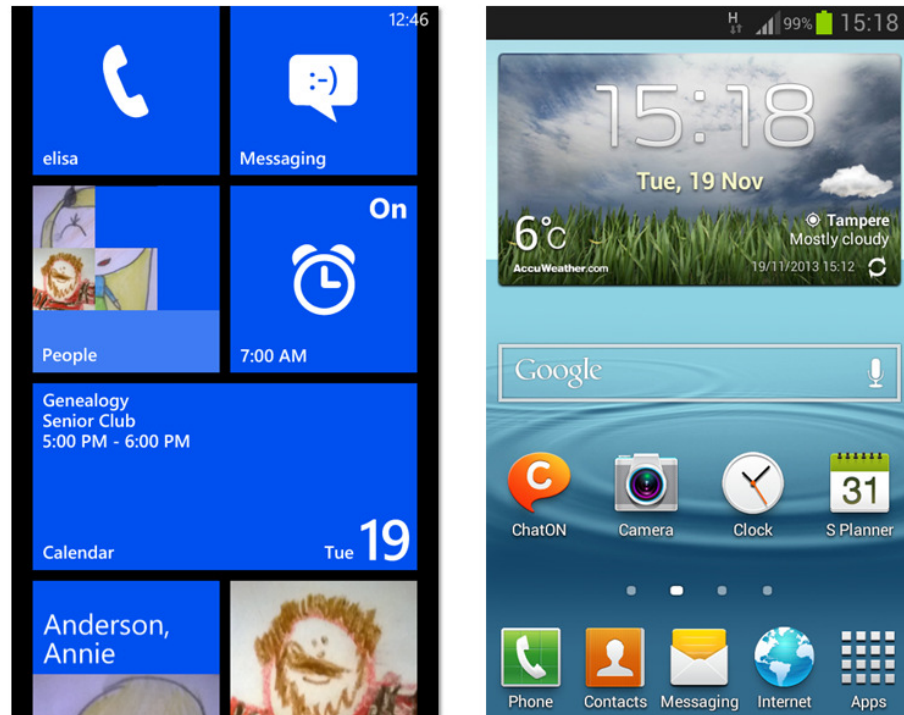 12:46
elisa
Messaging
:-)
On
People
7:00 AM
Genealogy
Senior Club
5:00 PM - 6:00 PM
Calendar
Tue 19
Anderson,
Annie
H 99% 15:18
15:18
Tue, 19 Nov
6°C
Tampere
Mostly cloudy
AccuWeather.com
19/11/2013 15:12
Google
C
31
ChatON Camera Clock S Planner
Phone Contacts Messaging Internet Apps